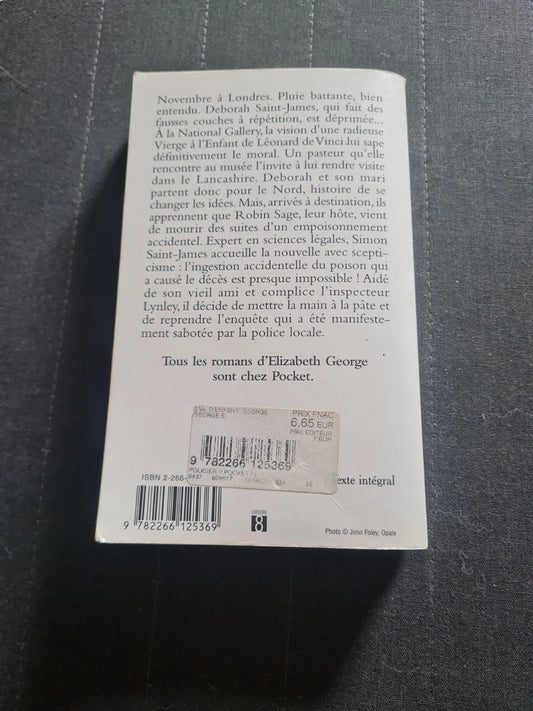 Novembre à Londres. Pluie battante, bien
entendu. Deborah Saint-James, qui fait des
fausses couches à répétition, est déprimée...
À la National Gallery, la vision d'une radieuse
Vierge à l'Enfant de Léonard de Vinci lui sape
définitivement le moral. Un pasteur qu'elle
rencontre au musée l'invite à lui rendre visite
dans le Lancashire. Deborah et son mari
partent donc pour le Nord, histoire de se
changer les idées. Mais, arrivés à destination, ils
apprennent que Robin Sage, leur hôte, vient
de mourir des suites d'un empoisonnement
accidentel. Expert en sciences légales, Simon
Saint-James accueille la nouvelle avec scepti-
cisme : l'ingestion accidentelle du poison qui
a causé le décès est presque impossible ! Aidé
de son vieil ami et complice l'inspecteur
Lynley, il décide de mettre la main à la pâte et
de reprendre l'enquête qui a été manifeste-
ment sabotée par la police locale.
Tous les romans d'Elizabeth George
sont chez Pocket.
D'ENFANT
GEORGE E.
PRIX FNAC
6,65 EUR
PRIX EDITEUR
7 EUR
9 782266 125369
POLICIER
ISBN 2-266
texte intégral
9 782266 125369
8
Photo © John Foley, Opale